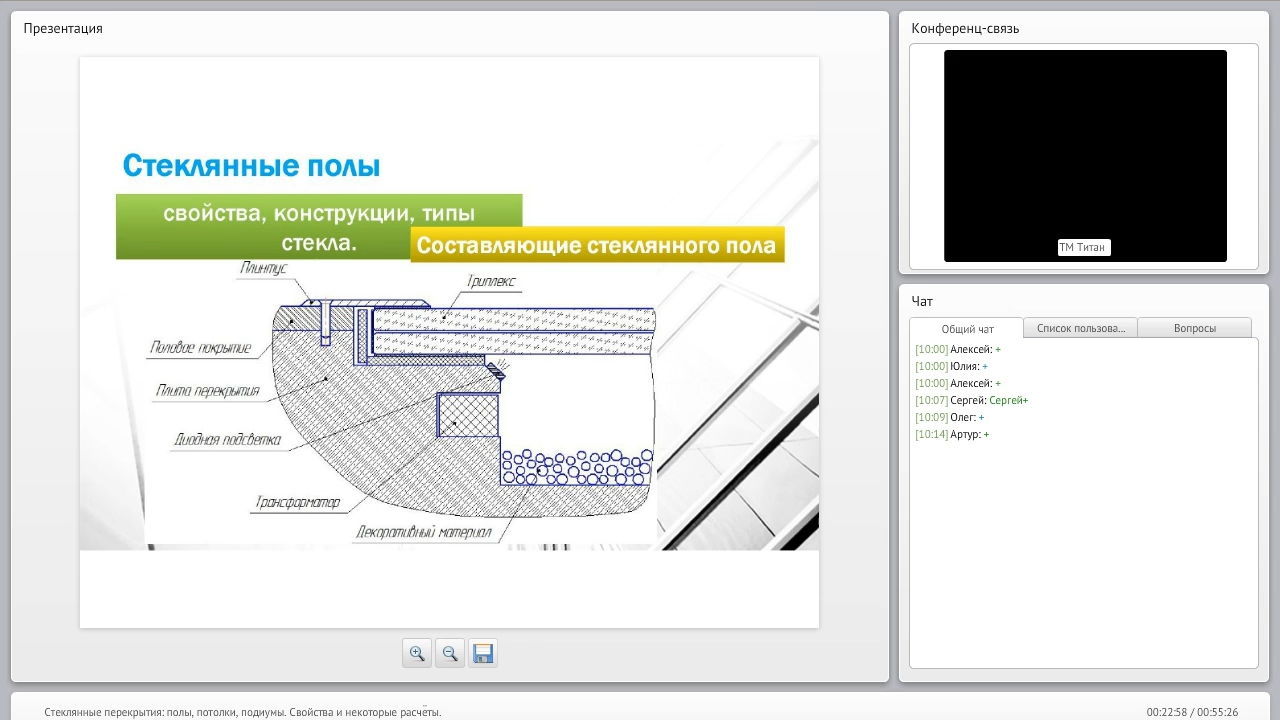 Презентация
Стеклянные полы
свойства, конструкции, типы
стекла.
Составляющие стеклянного пола
Плинтус
Триплекс
Половое покрытие
Плита перекрытия
Диодная подсветка
Трансформатор
Декоративный материал
Конференц-связь
ТМ Титан
Чат
Общий чат
Список пользова...
Вопросы
[10:00] Алексей: +
[10:00] Юлия: +
[10:00] Алексей: +
[10:07] Сергей: Сергей+
[10:09] Олег: +
[10:14] Артур: +
Стеклянные перекрытия: полы, потолки, подиумы. Свойства и некоторые расчёты.
00:22:58 / 00:55:26